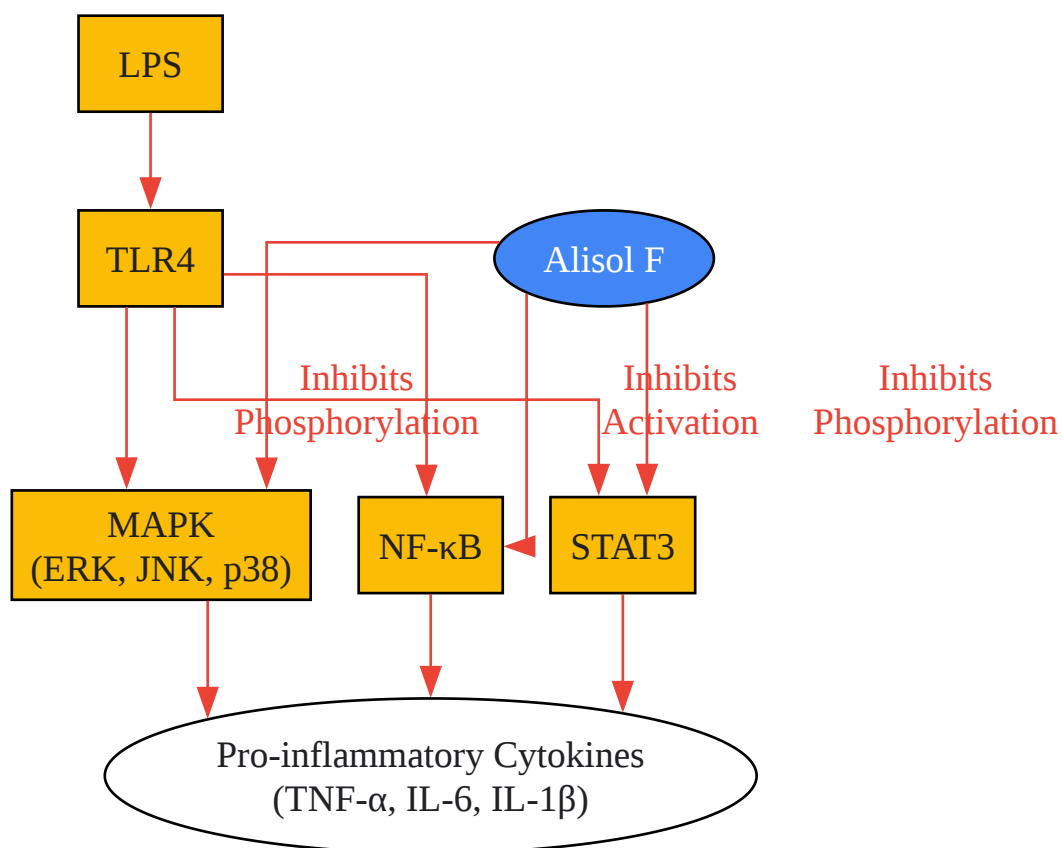 LPS
TLR4
Alisol F
Inhibits
Phosphorylation
Inhibits
Activation
Inhibits
Phosphorylation
MAPK
(ERK, JNK, p38)
NF-κB
STAT3
Pro-inflammatory Cytokines
(TNF-α, IL-6, IL-1β)